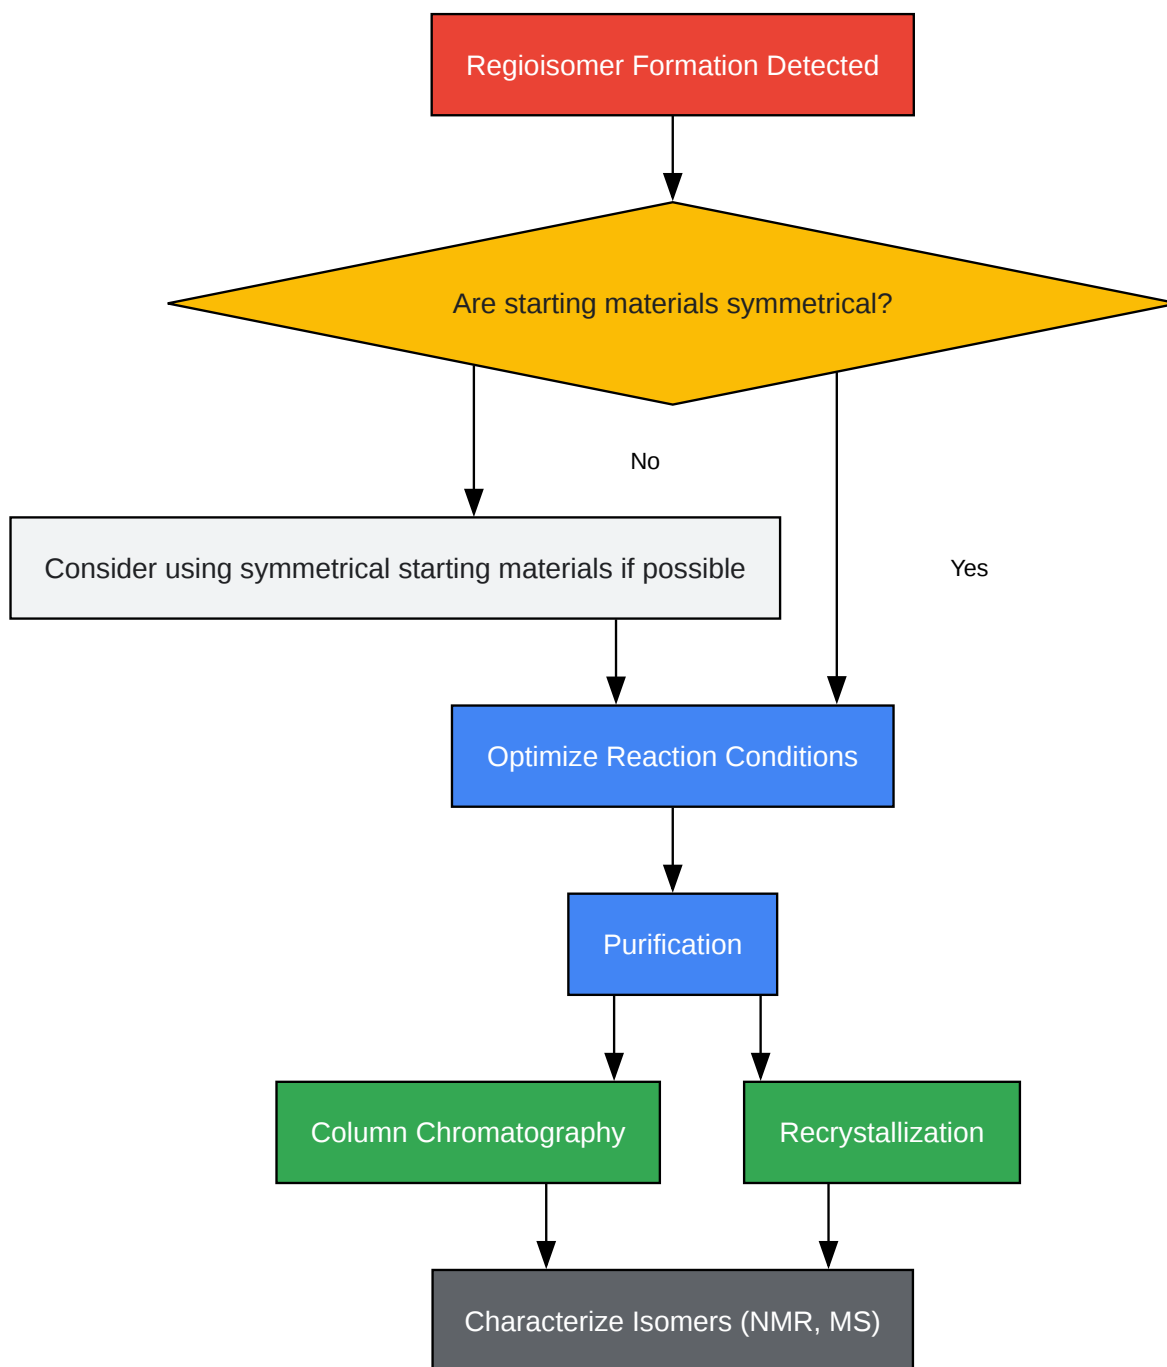 Regioisomer Formation Detected
Are starting materials symmetrical?
No
Consider using symmetrical starting materials if possible
Yes
Optimize Reaction Conditions
Purification
Column Chromatography
Recrystallization
Characterize Isomers (NMR, MS)